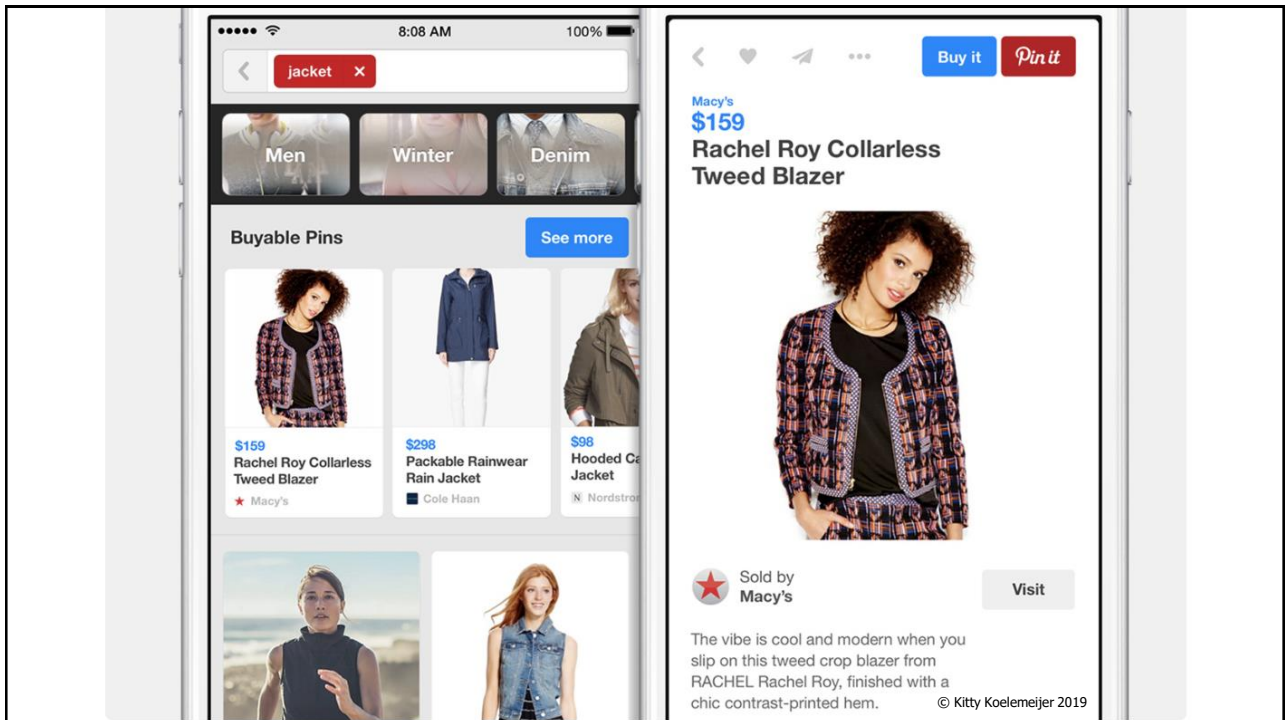 8:08 AM
100%
jacket ×
Men
Winter
Denim
Buyable Pins
See more
$159
Rachel Roy Collarless
Tweed Blazer
Macy's
$298
Packable Rainwear
Rain Jacket
Cole Haan
$98
Hooded
Jacket
N
Buy it
Pin it
Macy's
$159
Rachel Roy Collarless
Tweed Blazer
Sold by
Macy's
Visit
The vibe is cool and modern when you
slip on this tweed crop blazer from
RACHEL Rachel Roy, finished with a
chic contrast-printed hem.
© Kitty Koelemeijer 2019